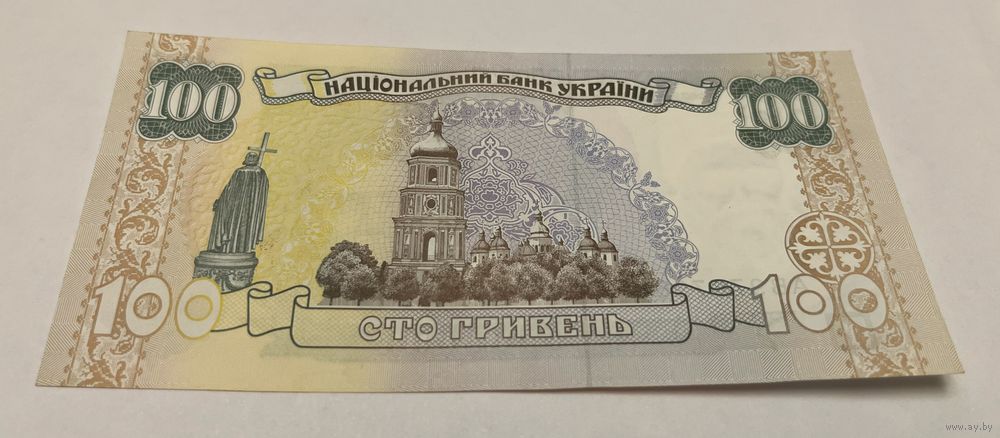 100 НАЦІОНАЛЬНИЙ БАНК УКРАЇНИ 100
100 СТО ГРИВЕНЬ 100
www.ay.by